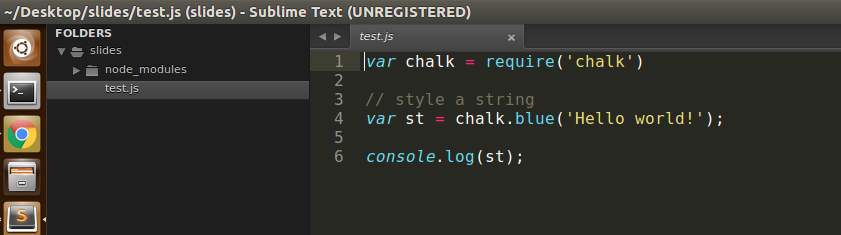 ~/Desktop/slides/test.js (slides) - Sublime Text (UNREGISTERED)
FOLDERS
slides
node_modules
test.js
test.js ×
1 var chalk = require('chalk')
2
3 // style a string
4 var st = chalk.blue('Hello world!');
5
6 console.log(st);